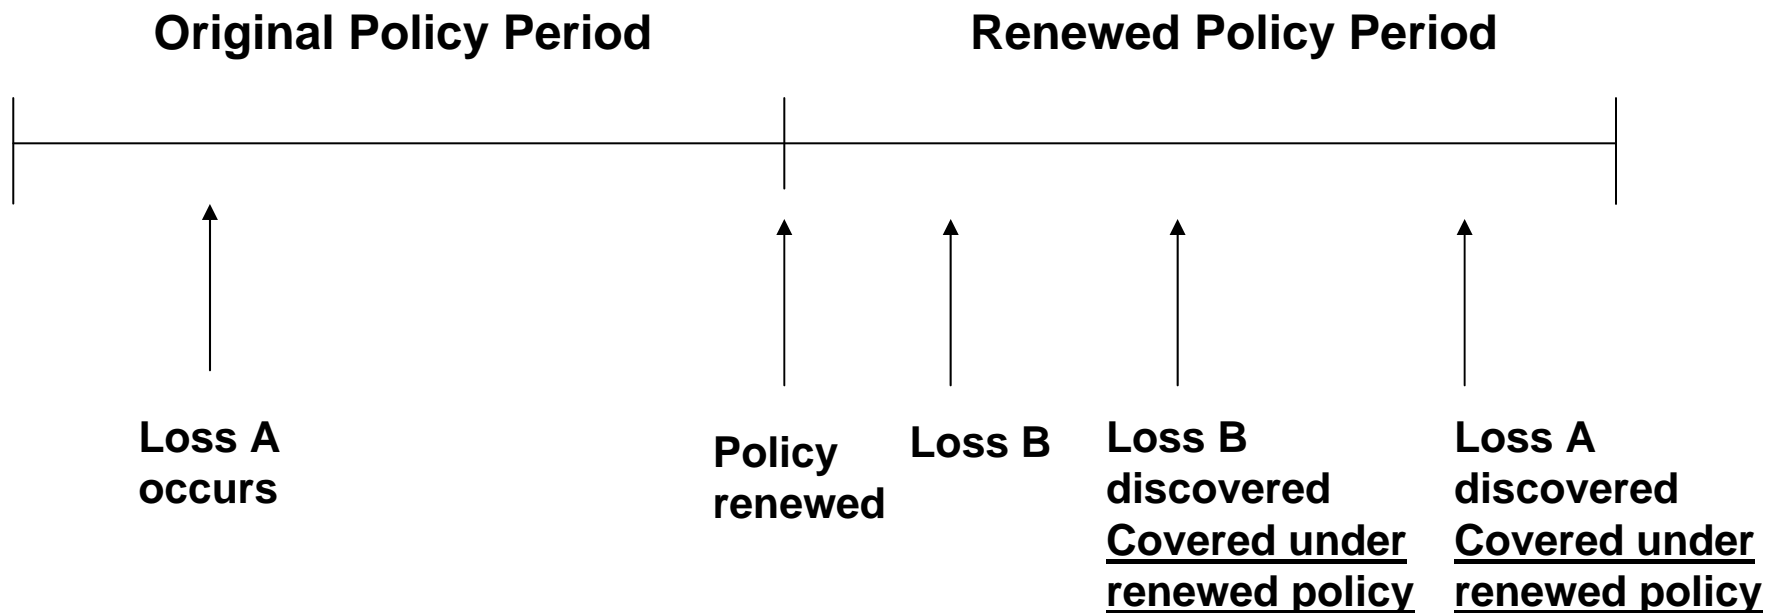 Original Policy Period
Renewed Policy Period
Loss A
occurs
Policy
renewed
Loss B
Loss B
discovered
Covered under
renewed policy
Loss A
discovered
Covered under
renewed policy